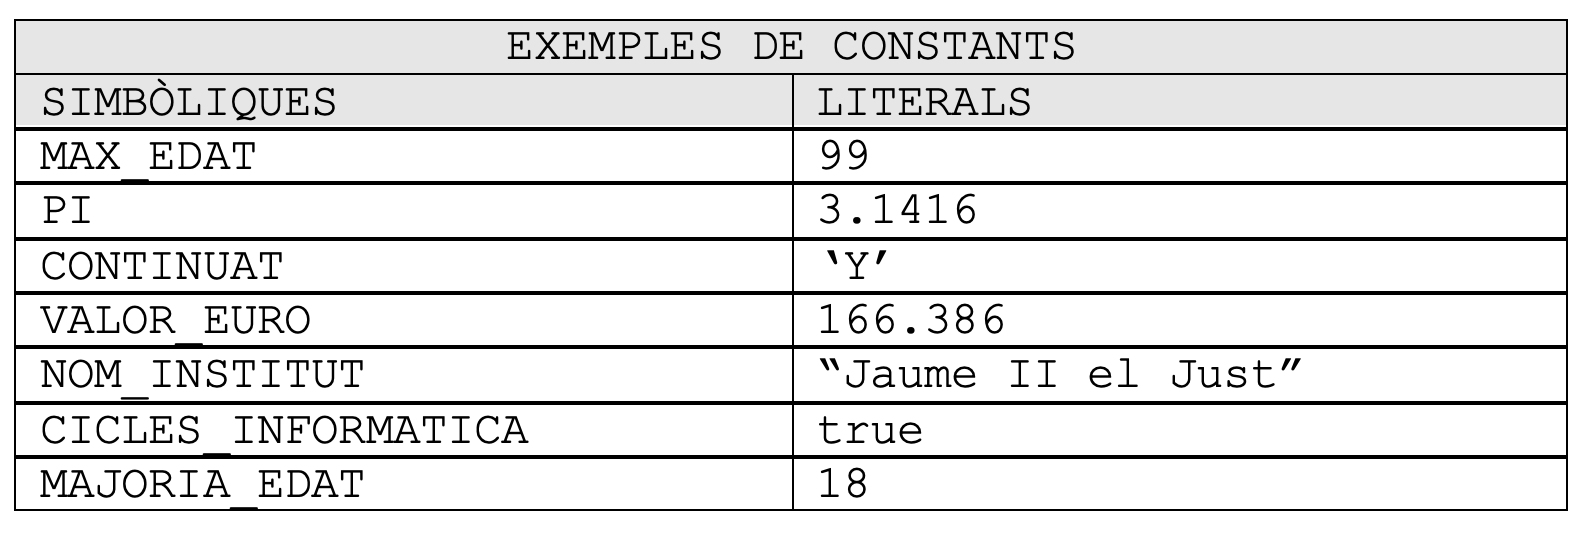 EXEMPLES DE CONSTANTS
SIMBÒLIQUES LITERALS
MAX_EDAT 99
PI 3.1416
CONTINUAT ‘Y’
VALOR_EURO 166.386
NOM_INSTITUT “Jaume II el Just”
CICLES_INFORMATICA true
MAJORIA_EDAT 18